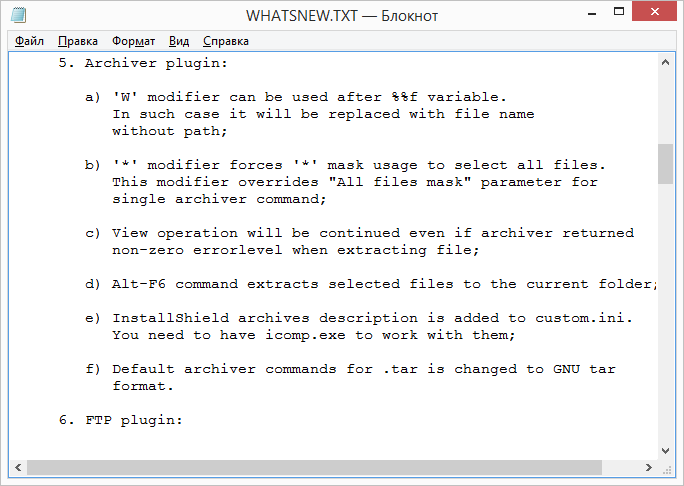 WHATSNEW.TXT — Блокнот
Файл Правка Формат Вид Справка
5. Archiver plugin:
a) 'W' modifier can be used after %%f variable.
In such case it will be replaced with file name
without path;
b) '*' modifier forces '*' mask usage to select all files.
This modifier overrides "All files mask" parameter for
single archiver command;
c) View operation will be continued even if archiver returned
non-zero errorlevel when extracting file;
d) Alt-F6 command extracts selected files to the current folder;
e) InstallShield archives description is added to custom.ini.
You need to have icomp.exe to work with them;
f) Default archiver commands for .tar is changed to GNU tar
format.
6. FTP plugin: